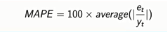 MAPE = 100 × average(|e_t/y_t|)